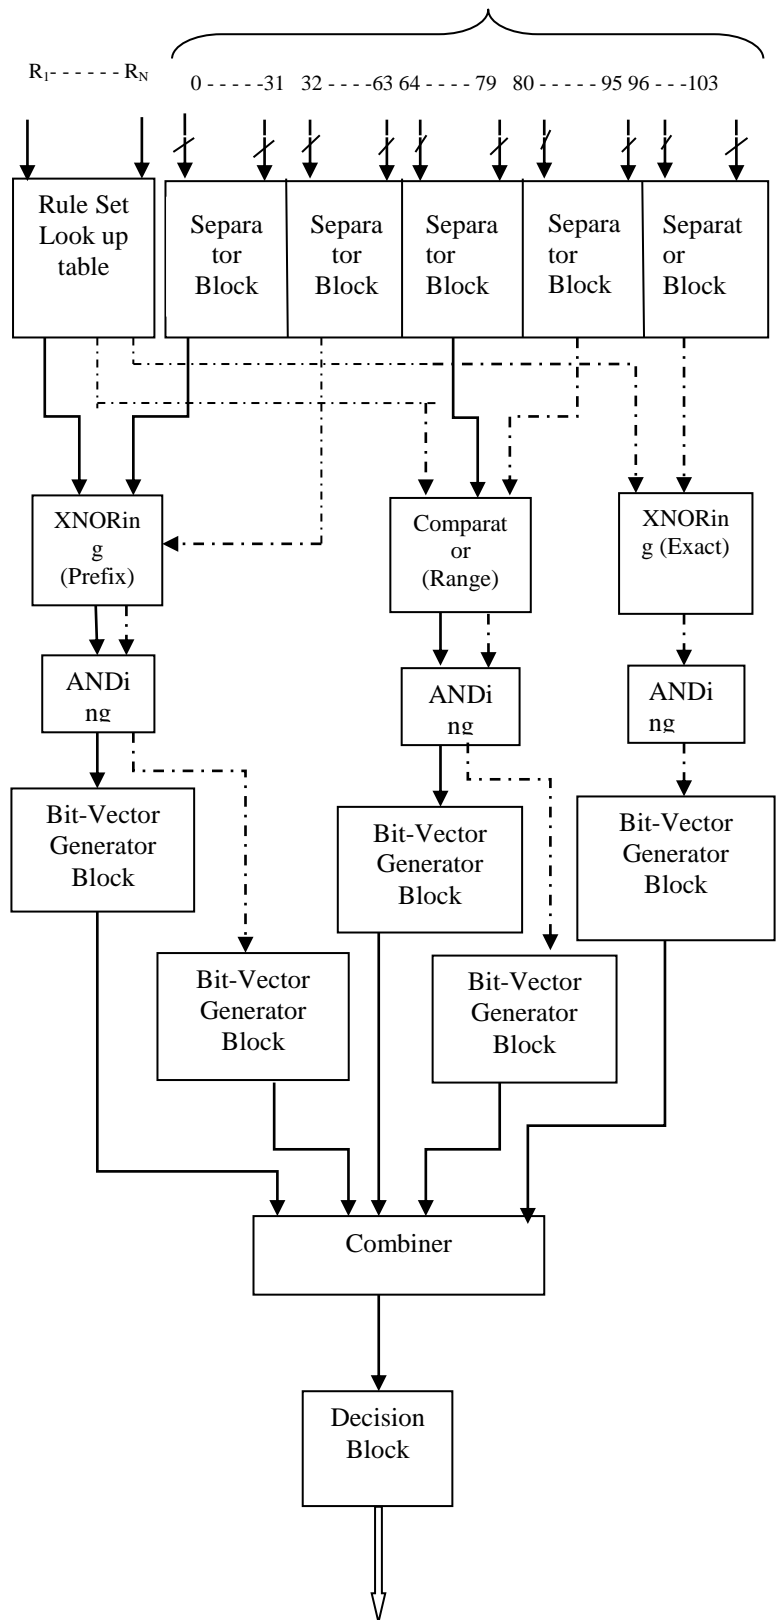 R₁- - - - - - R_N
0 - - - - -31 32 - - - -63 64 - - - - 79 80 - - - - - 95 96 - - -103
Rule Set
Look up
table
Separa
tor
Block
Separa
tor
Block
Separa
tor
Block
Separa
tor
Block
Separat
or
Block
XNORin
g
(Prefix)
Comparat
or
(Range)
XNORin
g (Exact)
ANDi
ng
ANDi
ng
ANDi
ng
Bit-Vector
Generator
Block
Bit-Vector
Generator
Block
Bit-Vector
Generator
Block
Bit-Vector
Generator
Block
Bit-Vector
Generator
Block
Combiner
Decision
Block